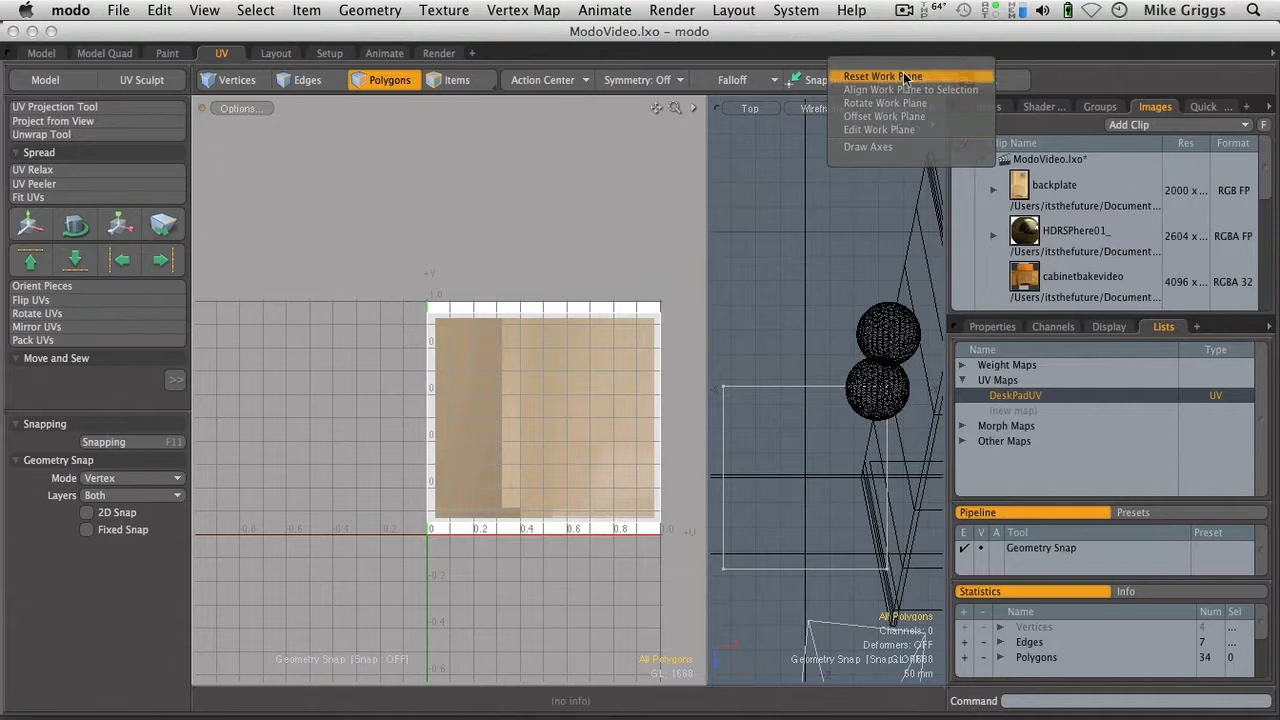 modo File Edit View Select Item Geometry Texture Vertex Map Animate Render Layout System Help 64° Mike Griggs
ModoVideo.lxo - modo
Model Model Quad Paint UV Layout Setup Animate Render
Model UV Sculpt Vertices Edges Polygons Items Action Center Symmetry: Off Falloff
Reset Work Plane
Align Work Plane to Selection
Rotate Work Plane
Offset Work Plane
Edit Work Plane
Draw Axes
UV Projection Tool
Project from View
Unwrap Tool
Spread
UV Relax
UV Peeler
Fit UVs
Orient Pieces
Flip UVs
Rotate UVs
Mirror UVs
Pack UVs
Move and Sew
>>
Snapping
Snapping F11
Geometry Snap
Mode Vertex
Layers Both
2D Snap
Fixed Snap
Options...
+V
1.0
-0.8 -0.6 -0.4 0.2 0 0.2 0.4 0.6 0.8 1.0 +U
-0.2
-0.4
-0.6
Geometry Snap [Snap : OFF]
All Polygons
GL: 1688
Top
All Polygons
Channels: 0
Deformers: OFF
Geometry Snap
50 mm
(no info)
Shader ... Groups Images Quick ...
Add Clip F
Clip Name Res Format
ModoVideo.lxo*
backplate 2000 x ... RGB FP
/Users/itsthefuture/Document...
HDRSPhere01_ 2604 x ... RGBA FP
/Users/itsthefuture/Document...
cabinetbakevideo 4096 x ... RGBA 32
/Users/itsthefuture/Document...
Properties Channels Display Lists +
Name Type
Weight Maps
UV Maps
DeskPadUV UV
(new map)
Morph Maps
Other Maps
Pipeline Presets
E V A Tool Preset
Geometry Snap
Statistics Info
+ - Name Num Sel
+ - Vertices 4 ...
+ - Edges 7 ...
+ - Polygons 34 0
Command